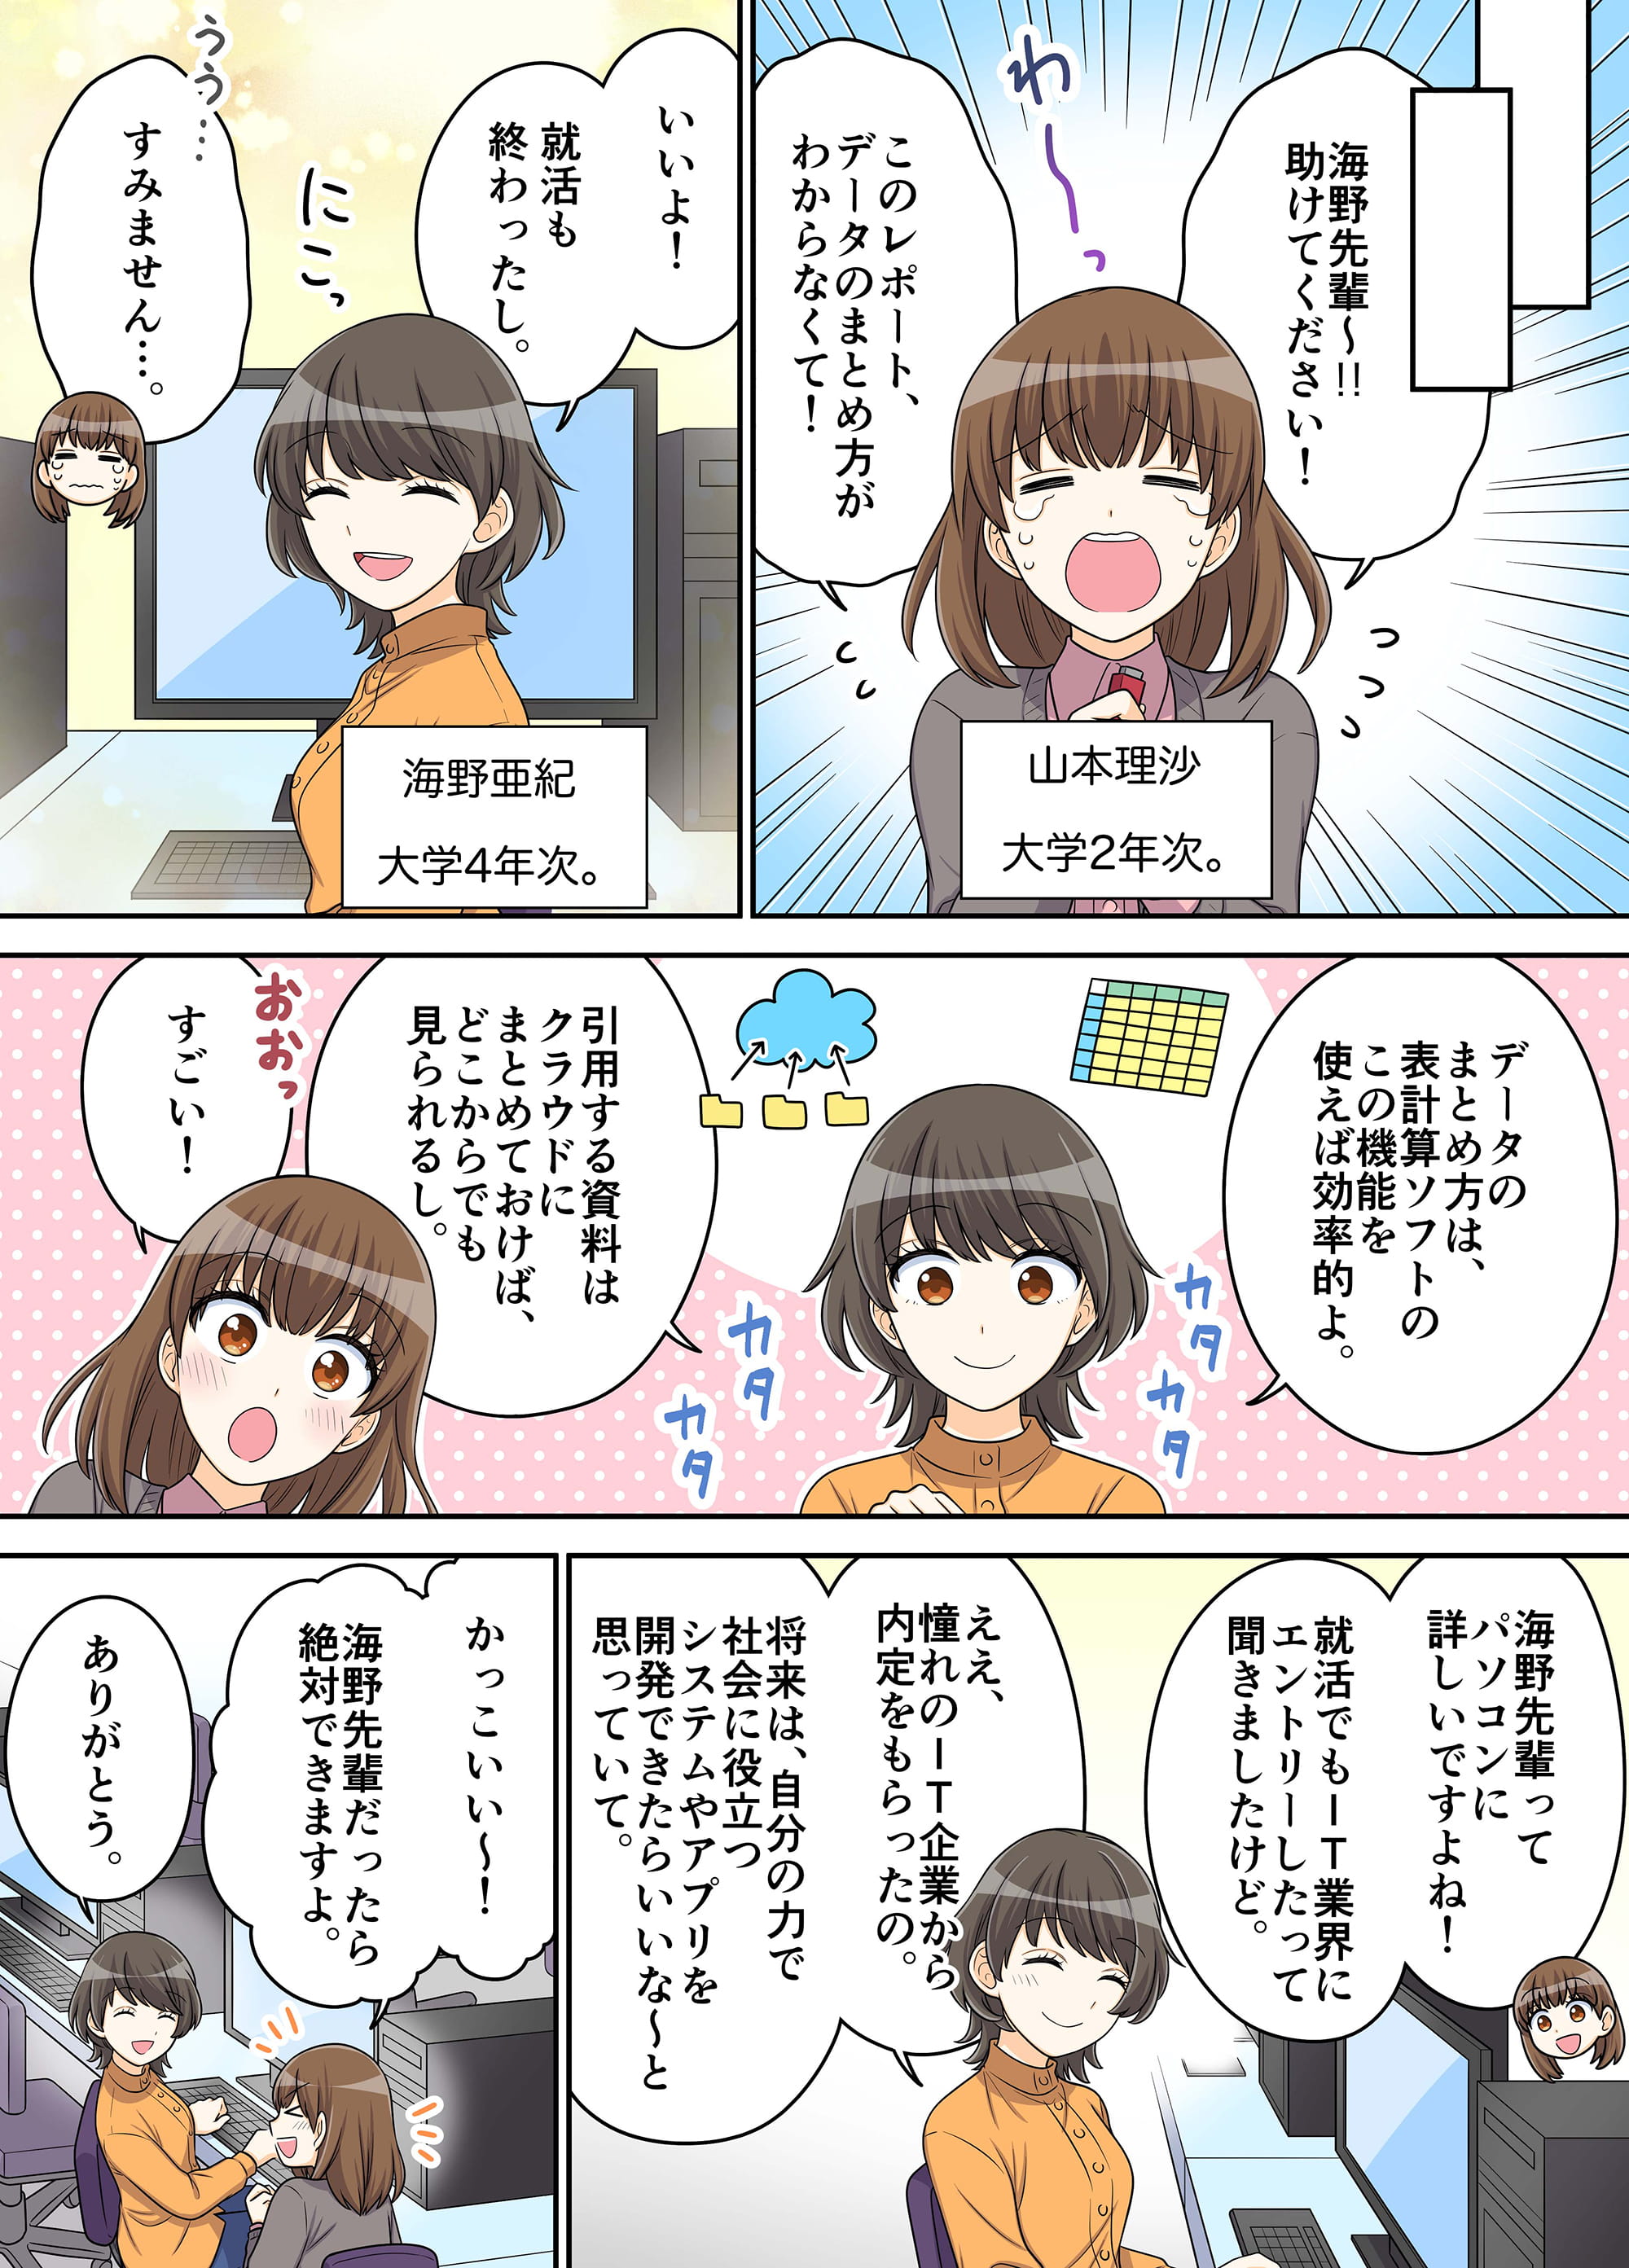 海野先輩～!!
助けてください！
わーっ
このレポート、
データのまとめ方が
わからなくて！
山本理沙
大学2年次。
いいよ！
就活も
終わったし。
にこっ
うう…
すみません…。
海野亜紀
大学4年次。
データの
まとめ方は、
表計算ソフトの
この機能を
使えば効率的よ。
カタ
カタ
カタ
カタ
引用する資料は
クラウドに
まとめておけば、
どこからでも
見られるし。
おおっ
すごい！
海野先輩って
パソコンに
詳しいですよね！
就活でもIT業界に
エントリーしたって
聞きましたけど。
ええ、
憧れのIT企業から
内定をもらったの。
将来は、自分の力で
社会に役立つ
システムやアプリを
開発できたらいいな～と
思っていて。
かっこいい～！
海野先輩だったら
絶対できますよ。
ありがとう。